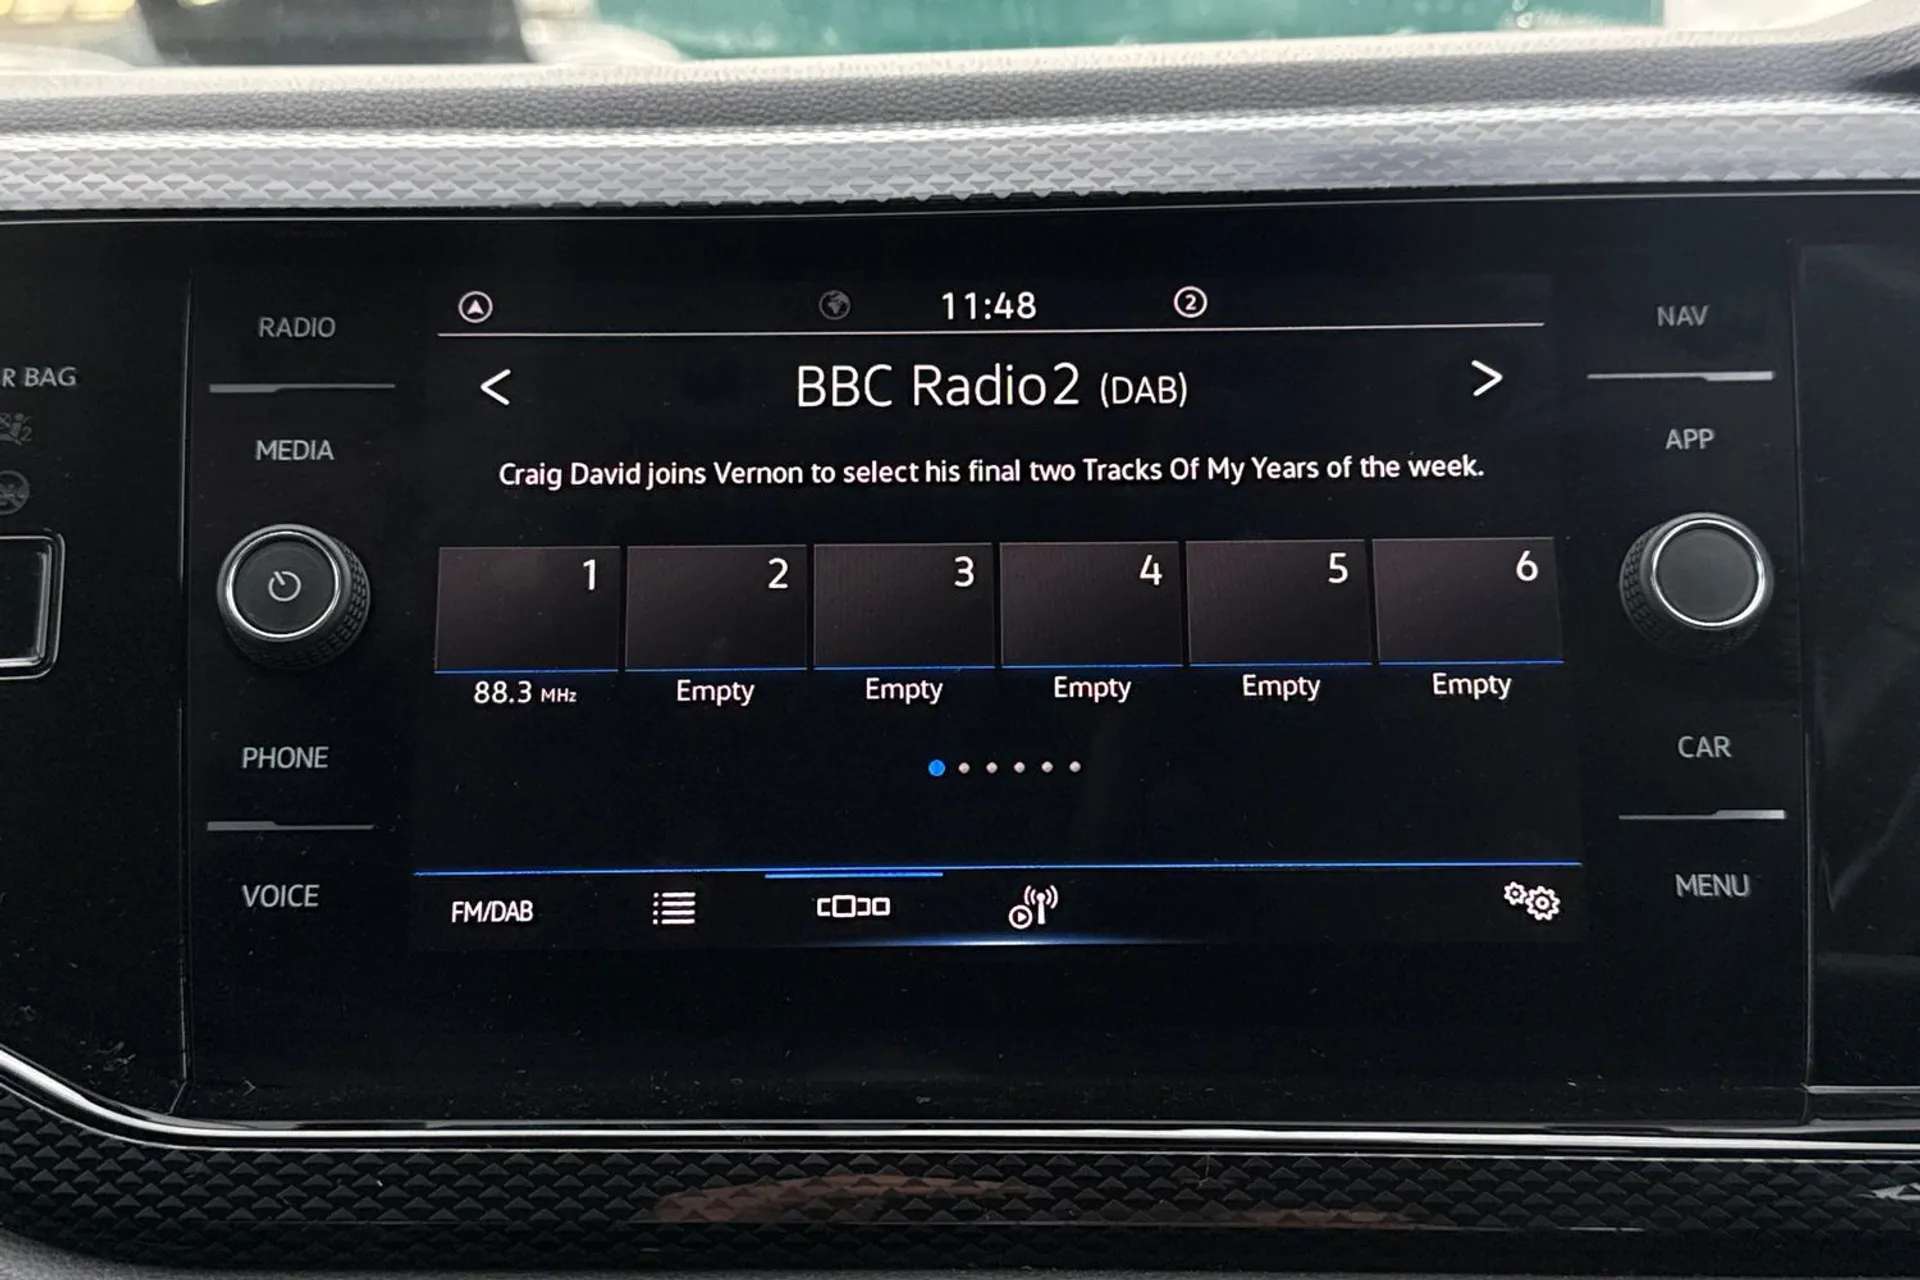 11:48
2
RADIO
NAV
R BAG
BBC Radio2 (DAB)
MEDIA
APP
Craig David joins Vernon to select his final two Tracks Of My Years of the week.
1 2 3 4 5 6
88.3 MHz Empty Empty Empty Empty Empty
PHONE
CAR
VOICE
MENU
FM/DAB